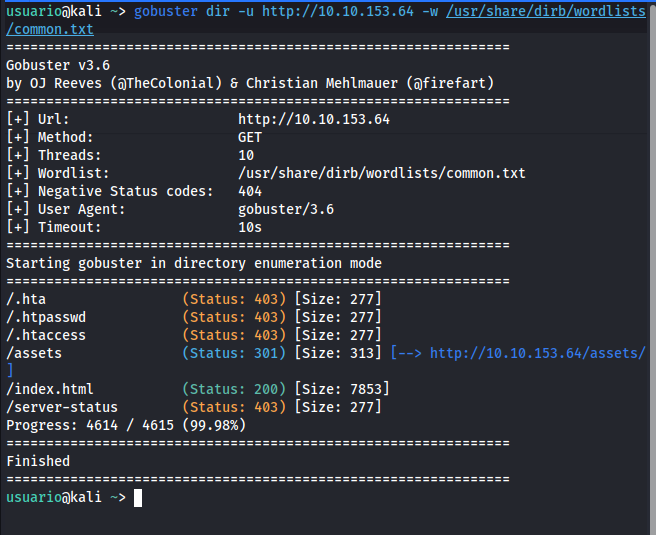 usuario@kali ~> gobuster dir -u http://10.10.153.64 -w /usr/share/dirb/wordlists
/common.txt
===============================================================
Gobuster v3.6
by OJ Reeves (@TheColonial) & Christian Mehlmauer (@firefart)
===============================================================
[+] Url:                     http://10.10.153.64
[+] Method:                  GET
[+] Threads:                 10
[+] Wordlist:                /usr/share/dirb/wordlists/common.txt
[+] Negative Status codes:   404
[+] User Agent:              gobuster/3.6
[+] Timeout:                 10s
===============================================================
Starting gobuster in directory enumeration mode
===============================================================
/.hta                 (Status: 403) [Size: 277]
/.htpasswd            (Status: 403) [Size: 277]
/.htaccess            (Status: 403) [Size: 277]
/assets               (Status: 301) [Size: 313] [--> http://10.10.153.64/assets/
]
/index.html           (Status: 200) [Size: 7853]
/server-status        (Status: 403) [Size: 277]
Progress: 4614 / 4615 (99.98%)
===============================================================
Finished
===============================================================
usuario@kali ~>